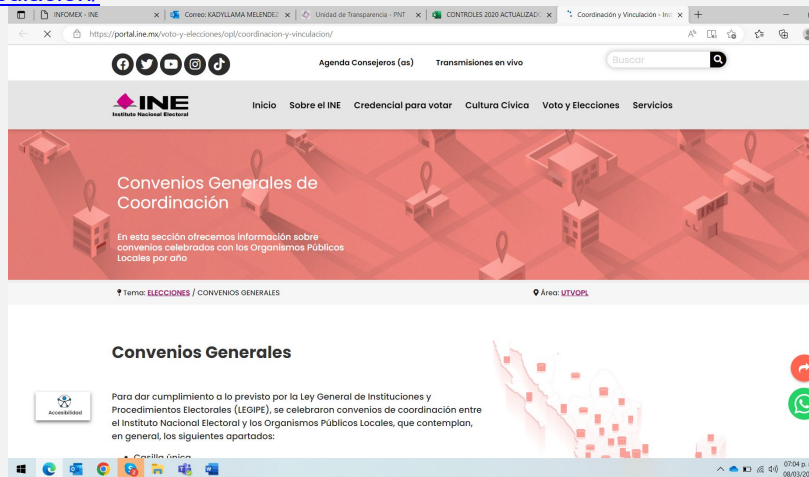 INFOMEX - INE
Correo: KADYLLAMA MELENDEZ
Unidad de Transparencia - PNT
CONTROLES 2020 ACTUALIZADO
Coordinación y Vinculación - Inst
https://portal.ine.mx/voto-y-elecciones/opl/coordinacion-y-vinculacion/
Agenda Consejeros (as) Transmisiones en vivo
Buscar
INE
Instituto Nacional Electoral
Inicio Sobre el INE Credencial para votar Cultura Cívica Voto y Elecciones Servicios
Convenios Generales de
Coordinación
En esta sección ofrecemos información sobre
convenios celebrados con los Organismos Públicos
Locales por año
Tema: ELECCIONES / CONVENIOS GENERALES
Área: UTVOPL
Convenios Generales
Para dar cumplimiento a lo previsto por la Ley General de Instituciones y
Procedimientos Electorales (LEGIPE), se celebraron convenios de coordinación entre
el Instituto Nacional Electoral y los Organismos Públicos Locales, que contemplan,
en general, los siguientes apartados:
Casilla única
Accesibilidad
07:04 p.
08/03/20